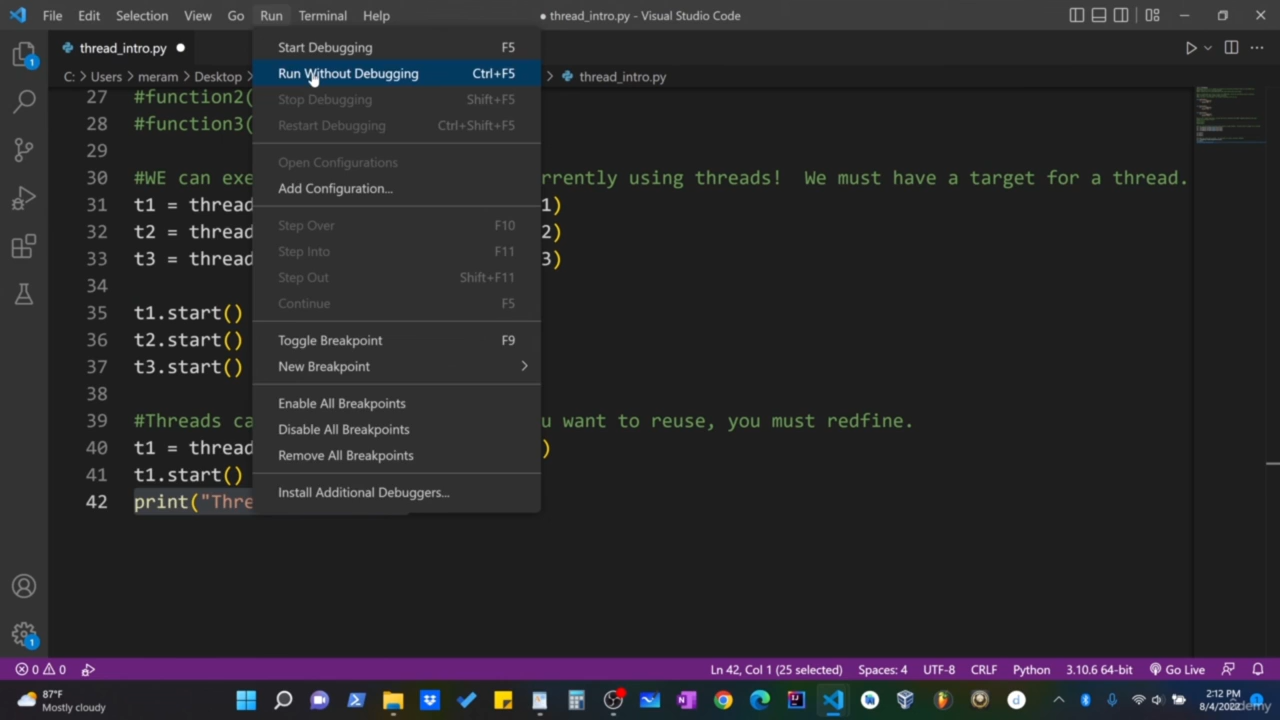 File Edit Selection View Go Run Terminal Help ● thread_intro.py - Visual Studio Code
thread_intro.py ●
C: > Users > meram > Desktop > > thread_intro.py
Start Debugging F5
Run Without Debugging Ctrl+F5
Stop Debugging Shift+F5
Restart Debugging Ctrl+Shift+F5
Open Configurations
Add Configuration...
Step Over F10
Step Into F11
Step Out Shift+F11
Continue F5
Toggle Breakpoint F9
New Breakpoint >
Enable All Breakpoints
Disable All Breakpoints
Remove All Breakpoints
Install Additional Debuggers...
27 #function2(
28 #function3(
29
30 #WE can exe rrently using threads! We must have a target for a thread.
31 t1 = thread 1)
32 t2 = thread 2)
33 t3 = thread 3)
34
35 t1.start()
36 t2.start()
37 t3.start()
38
39 #Threads ca u want to reuse, you must redfine.
40 t1 = thread )
41 t1.start()
42 print("Thre
1
1
0 0 Ln 42, Col 1 (25 selected) Spaces: 4 UTF-8 CRLF Python 3.10.6 64-bit Go Live
87°F
Mostly cloudy
2:12 PM
8/4/2022
Udemy